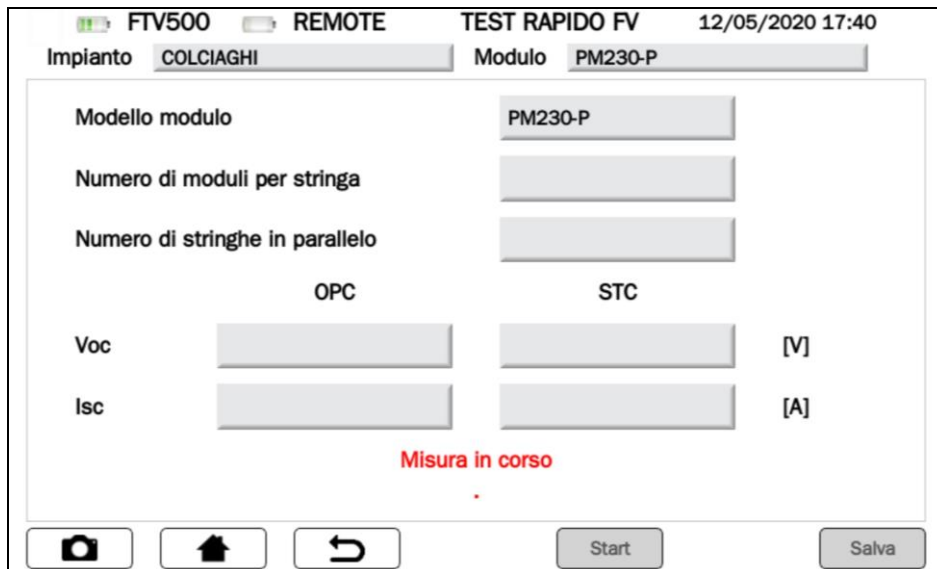 FTV500 REMOTE TEST RAPIDO FV 12/05/2020 17:40
Impianto COLCIAGHI Modulo PM230-P
Modello modulo PM230-P
Numero di moduli per stringa
Numero di stringhe in parallelo
OPC STC
Voc [V]
Isc [A]
Misura in corso
.
Start Salva